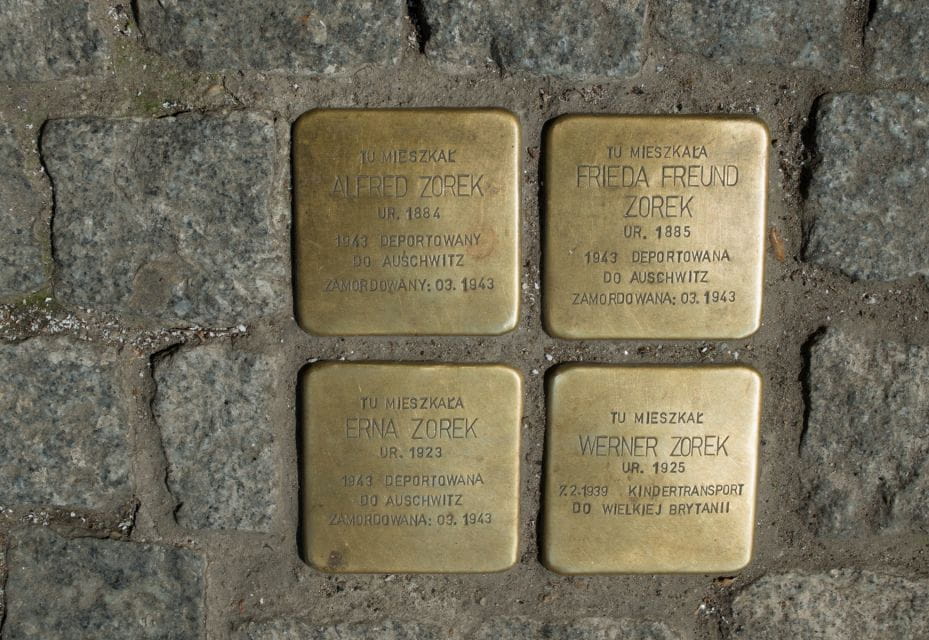 TU MIESZKAŁ
ALFRED ZOREK
UR. 1884
1943 DEPORTOWANY
DO AUSCHWITZ
ZAMORDOWANY: 03. 1943
TU MIESZKAŁA
FRIEDA FREUND
ZOREK
UR. 1885
1943 DEPORTOWANA
DO AUSCHWITZ
ZAMORDOWANA: 03. 1943
TU MIESZKAŁA
ERNA ZOREK
UR. 1923
1943 DEPORTOWANA
DO AUSCHWITZ
ZAMORDOWANA: 03. 1943
TU MIESZKAŁ
WERNER ZOREK
UR. 1925
7.2.1939 KINDERTRANSPORT
DO WIELKIEJ BRYTANII